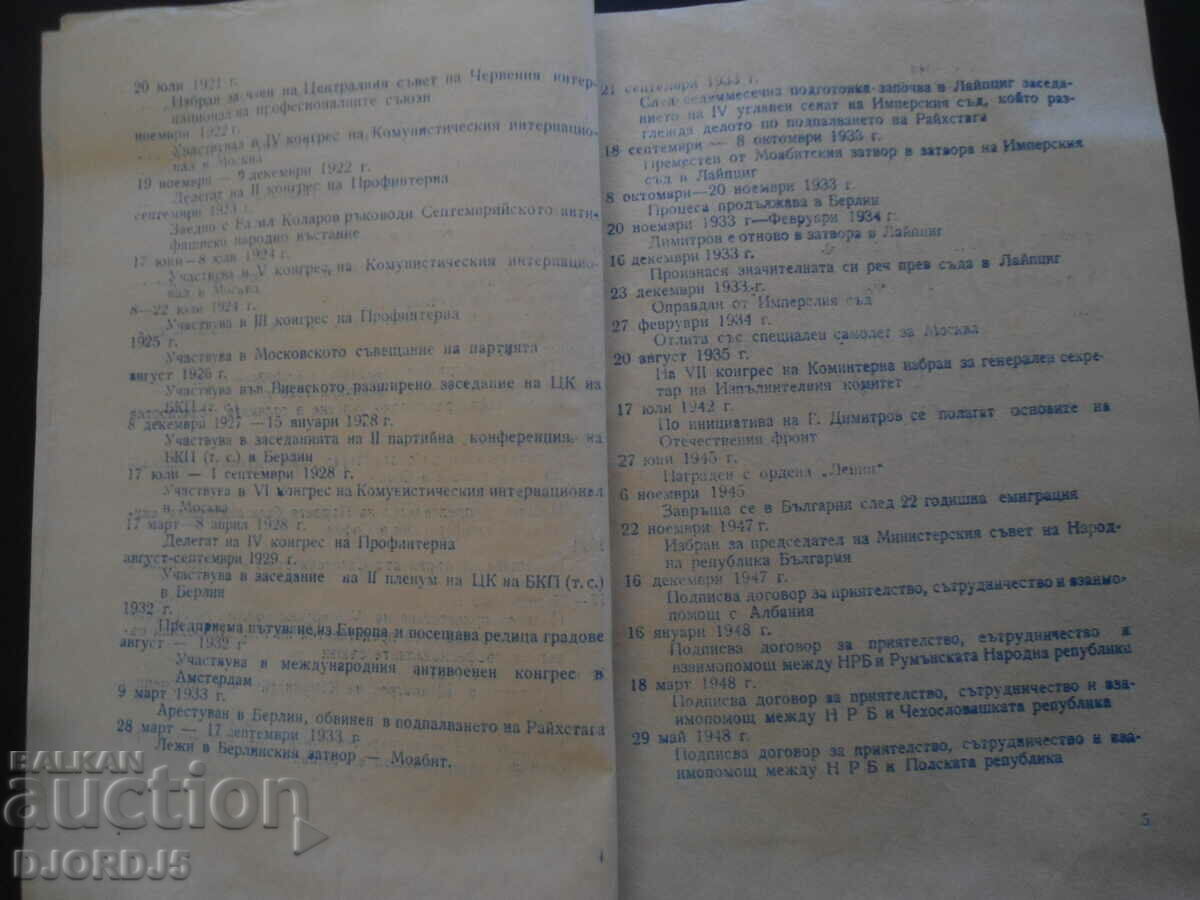 20 юли 1921 г.
Избран за член на Централния съвет на Червения интер-
национал на професионалните съюзи
ноември 1922 г.
Участвувал в IV конгрес на Комунистическия интернацио-
нал в Москва
19 ноември — 9 декември 1922 г.
Делегат на II конгрес на Профинтерна
септември 1923 г.
Заедно с Васил Коларов ръководи Септемврийското анти-
фашистко народно въстание
17 юни—8 юли 1924 г.
Участвува в V конгрес на Комунистическия интернацио-
нал в Москва
8—22 юли 1924 г.
Участвува в III конгрес на Профинтерна
1925 г.
Участвува в Московското съвещание на партията
август 1926 г.
Участвува във Виенското разширено заседание на ЦК на
БКП (т. с.)
8 декември 1927 —15 януари 1928 г.
Участвува в заседанията на II партийна конференция на
БКП (т. с.) в Берлин
17 юли — 1 септември 1928 г.
Участвува в VI конгрес на Комунистическия интернационал
в Москва
17 март—8 април 1928 г.
Делегат на IV конгрес на Профинтерна
август-септември 1929 г.
Участвува в заседание на II пленум на ЦК на БКП (т. с.)
в Берлин
1932 г.
Предприема пътуване из Европа и посещава редица градове
август — 1932 г
Участвува в международния антивоенен конгрес в
Амстердам
9 март 1933 г.
Арестуван в Берлин, обвинен в подпалването на Райхстага
28 март — 17 септември 1933 г.
Лежи в Берлинския затвор — Моабит.
4
21 септември 1933 г.
След седеммесечна подготовка започва в Лайпциг заседа-
нието на IV углавен сенат на Имперския съд, който раз-
глежда делото по подпалването на Райхстага
18 септември — 8 октомври 1933 г.
Преместен от Моабитския затвор в затвора на Имперския
съд в Лайпциг
8 октомари—20 ноември 1933 г.
Процеса продължава в Берлин
20 ноември 1933 г—Февруари 1934 г.
Димитров е отново в затвора в Лайпциг
16 декември 1933 г.
Произнася значителната си реч прев съда в Лайпциг
23 декември 1933 г.
Оправдан от Имперския съд
27 февруари 1934 г.
Отлита със специален самолет за Москва
20 август 1935 г.
На VII конгрес на Коминтерна избран за генерален секре-
тар на Изпълнителния комитет
17 юли 1942 г.
По инициатива на Г. Димитров се полагат основите на
Отечествения фронт
27 юни 1945 г.
Награден с ордена „Ленин“
6 ноември 1945
Завръща се в България след 22 годишна емиграция
22 ноември 1947 г.
Избран за председател на Министерския съвет на Народ-
на република България
16 декември 1947 г.
Подписва договор за приятелство, сътрудничество и взаимо-
помощ с Албания
16 януари 1948 г.
Подписва договор за приятелство, сътрудничество и
взаимопомощ между НРБ и Румънската Народна република
18 март 1948 г.
Подписва договор за приятелство, сътрудничество и вза-
имопомощ между Н Р Б и Чехословашката република
29 май 1948 г.
Подписва договор за приятелство, сътрудничество и вза-
имопомощ между Н Р Б и Полската република
5
BALKAN
auction
DJORDJ5